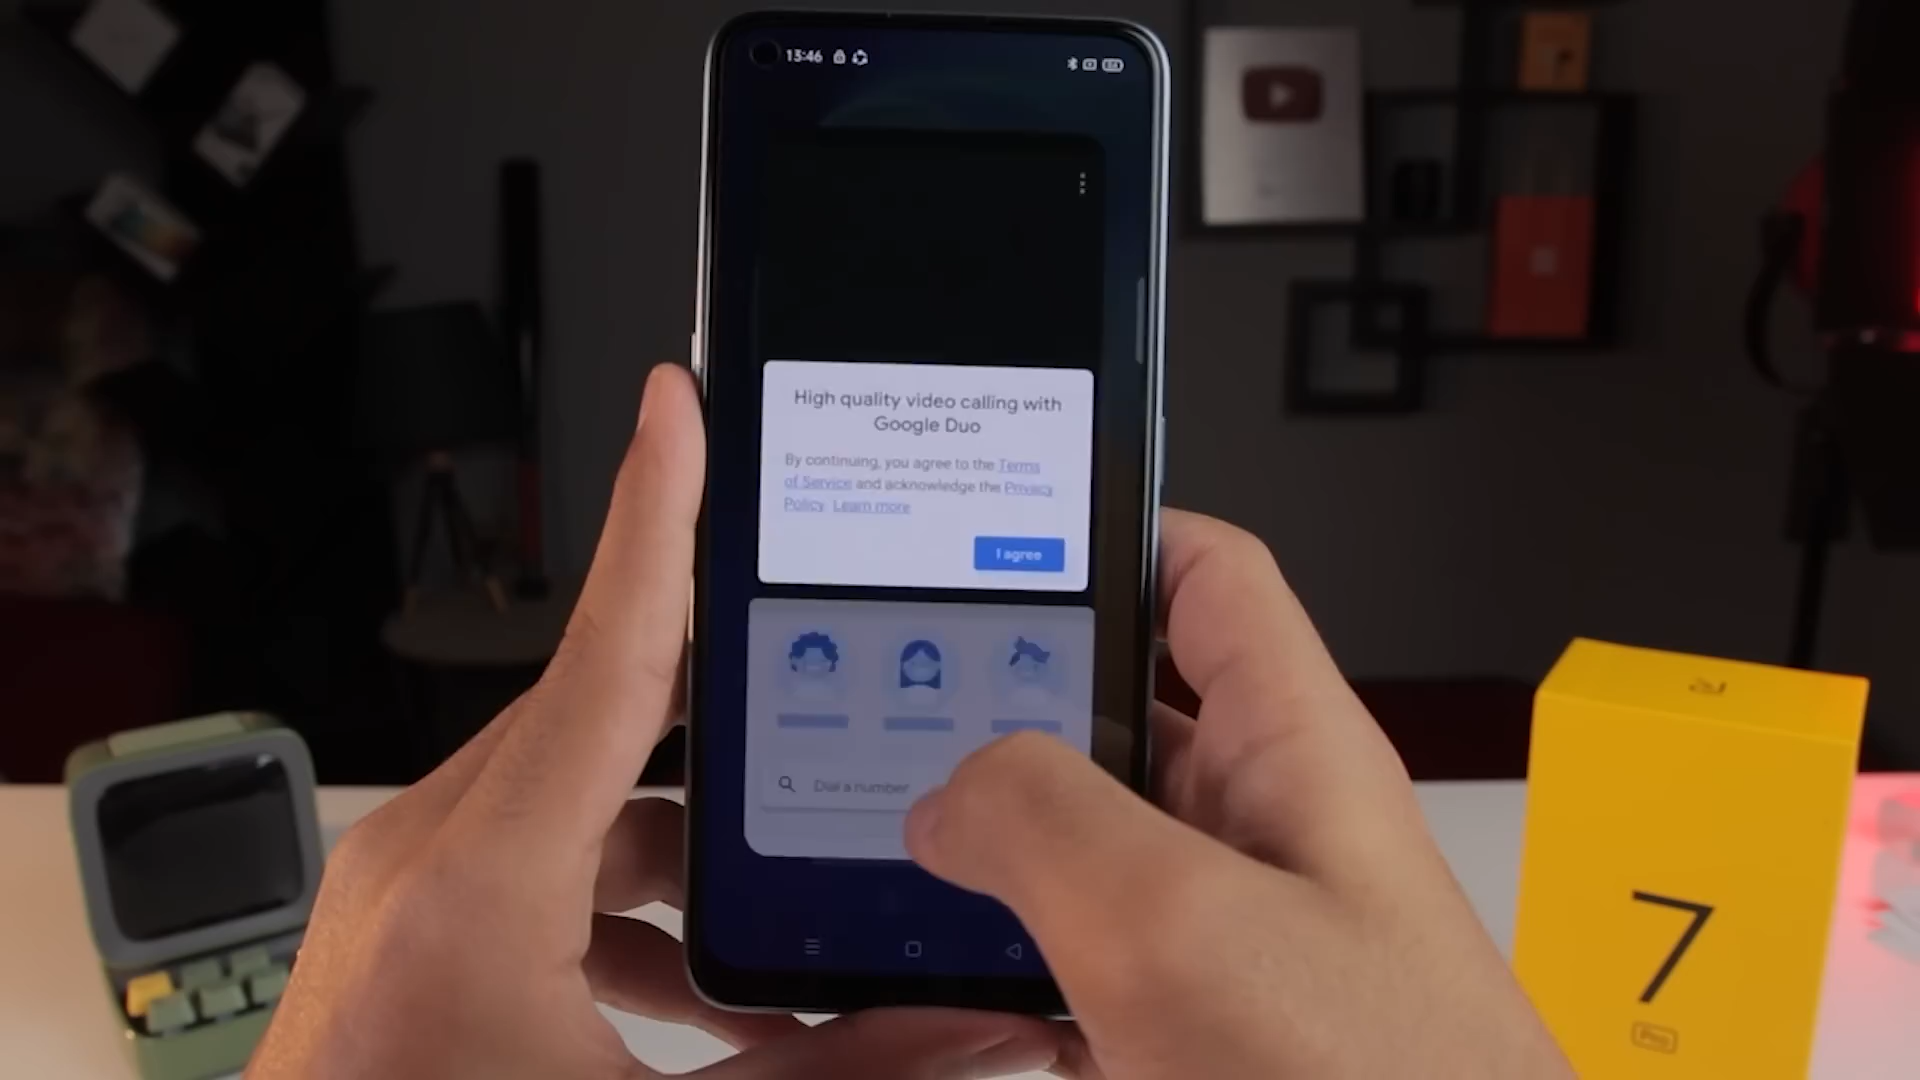 13:46
High quality video calling with
Google Duo
By continuing, you agree to the Terms
of Service and acknowledge the Privacy
Policy. Learn more
I agree
Dial a number
7
Pro